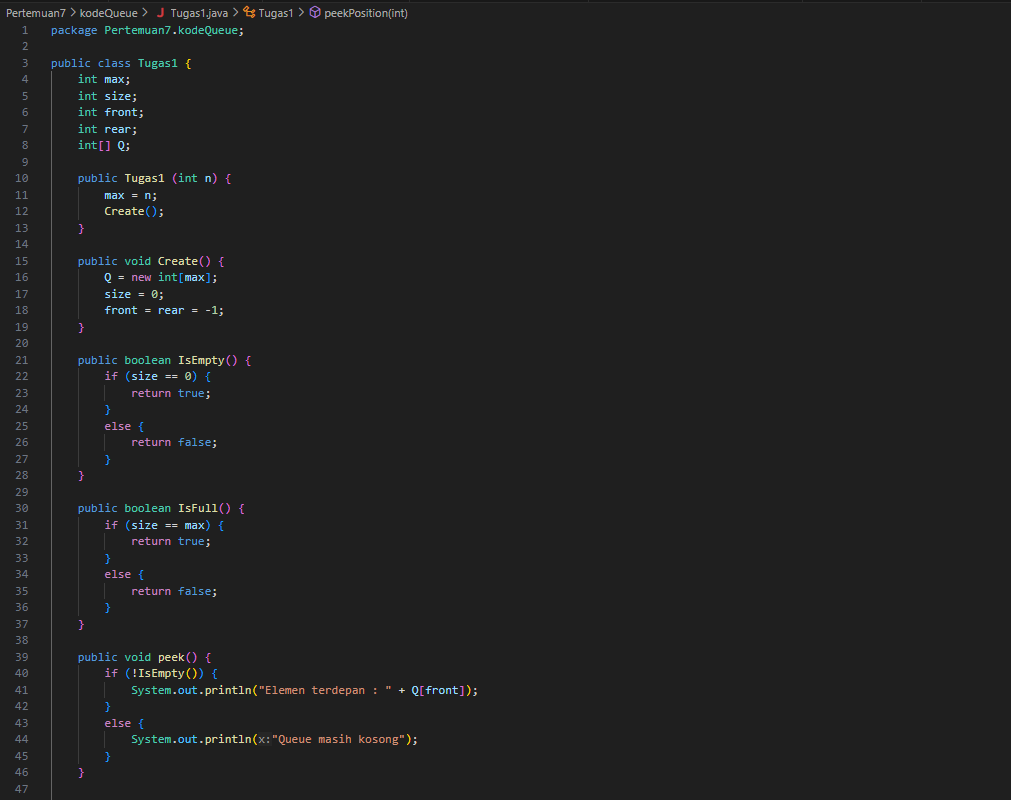 Pertemuan7 > kodeQueue > J Tugas1.java > Tugas1 > peekPosition(int)
1 package Pertemuan7.kodeQueue;
2
3 public class Tugas1 {
4     int max;
5     int size;
6     int front;
7     int rear;
8     int[] Q;
9
10     public Tugas1 (int n) {
11         max = n;
12         Create();
13     }
14
15     public void Create() {
16         Q = new int[max];
17         size = 0;
18         front = rear = -1;
19     }
20
21     public boolean IsEmpty() {
22         if (size == 0) {
23             return true;
24         }
25         else {
26             return false;
27         }
28     }
29
30     public boolean IsFull() {
31         if (size == max) {
32             return true;
33         }
34         else {
35             return false;
36         }
37     }
38
39     public void peek() {
40         if (!IsEmpty()) {
41             System.out.println("Elemen terdepan : " + Q[front]);
42         }
43         else {
44             System.out.println(x:"Queue masih kosong");
45         }
46     }
47